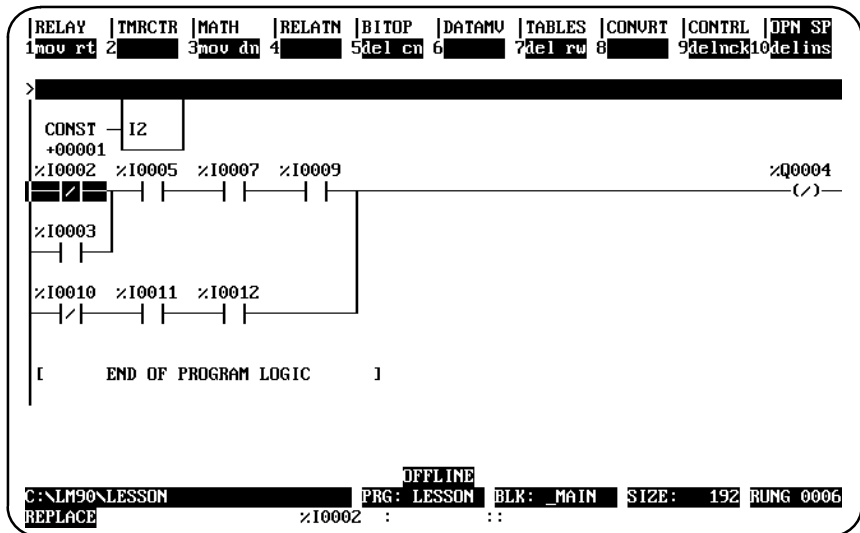 |RELAY |TMRCTR |MATH |RELATN |BITOP |DATAMV |TABLES |CONVRT |CONTRL |OPN SP
1mov rt 2 3mov dn 4 5del cn 6 7del rw 8 9delnck10delins
>
CONST I2
+00001
%I0002 %I0005 %I0007 %I0009 %Q0004
%I0003
%I0010 %I0011 %I0012
[ END OF PROGRAM LOGIC ]
OFFLINE
C:\LM90\LESSON PRG: LESSON BLK: _MAIN SIZE: 192 RUNG 0006
REPLACE %I0002 : ::